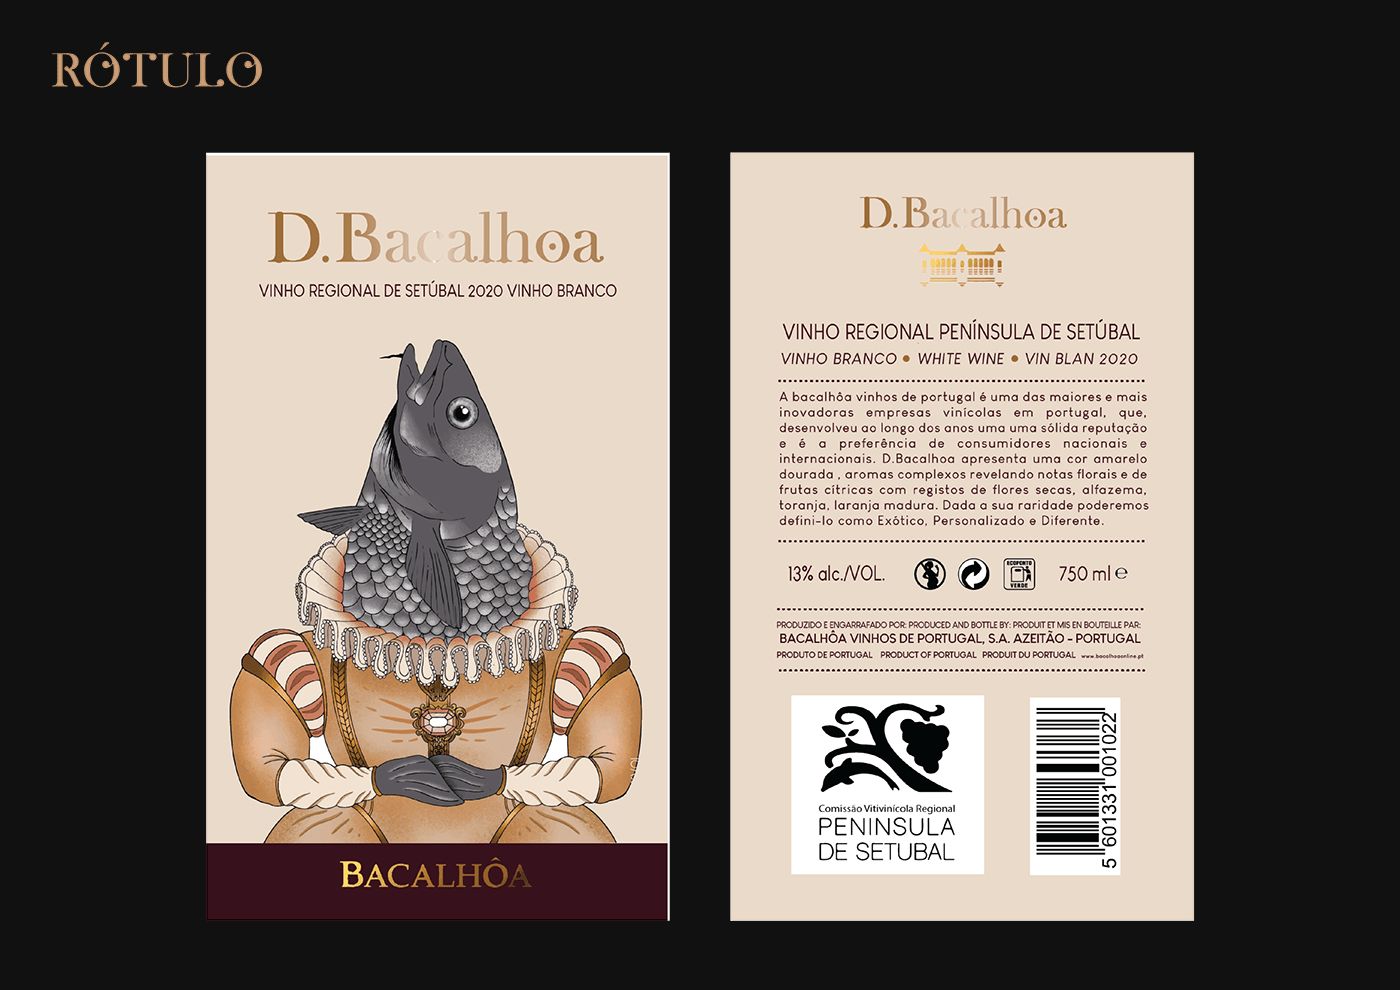 RÓTULO
D.Bacalhoa
VINHO REGIONAL DE SETÚBAL 2020 VINHO BRANCO
BACALHÔA
D.Bacalhoa
VINHO REGIONAL PENÍNSULA DE SETÚBAL
VINHO BRANCO • WHITE WINE • VIN BLAN 2020
A bacalhôa vinhos de portugal é uma das maiores e mais
inovadoras empresas vinícolas em portugal, que,
desenvolveu ao longo dos anos uma uma sólida reputação
e é a preferência de consumidores nacionais e
internacionais. D.Bacalhoa apresenta uma cor amarelo
dourada , aromas complexos revelando notas florais e de
frutas cítricas com registos de flores secas, alfazema,
toranja, laranja madura. Dada a sua raridade poderemos
defini-lo como Exótico, Personalizado e Diferente.
13% alc./VOL.
ECOPONTO
VERDE
750 ml ℮
PRODUZIDO E ENGARRAFADO POR: PRODUCED AND BOTTLE BY: PRODUIT ET MIS EN BOUTEILLE PAR:
BACALHÔA VINHOS DE PORTUGAL, S.A. AZEITÃO - PORTUGAL
PRODUTO DE PORTUGAL PRODUCT OF PORTUGAL PRODUIT DU PORTUGAL www.bacalhoaonline.pt
Comissão Vitivinícola Regional
PENINSULA
DE SETUBAL
5 601331 001022